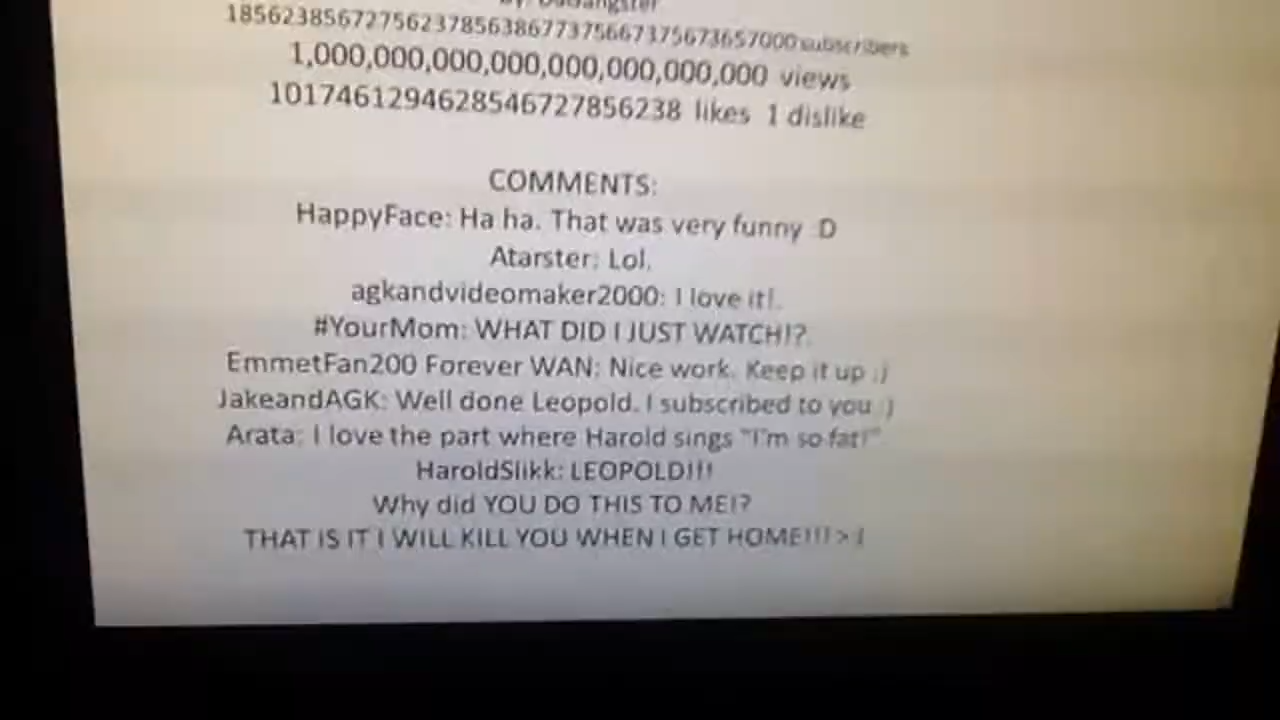 1856238567275623785638677375667375673657000 subscribers
1,000,000,000,000,000,000,000,000 views
1017461294628546727856238 likes 1 dislike
COMMENTS:
HappyFace: Ha ha. That was very funny :D
Atarster: Lol.
agkandvideomaker2000: I love it!.
#YourMom: WHAT DID I JUST WATCH!?.
EmmetFan200 Forever WAN: Nice work. Keep it up :)
JakeandAGK: Well done Leopold. I subscribed to you :)
Arata: I love the part where Harold sings "I'm so fat!".
HaroldSlikk: LEOPOLD!!!
Why did YOU DO THIS TO ME!?
THAT IS IT I WILL KILL YOU WHEN I GET HOME!!! >:(